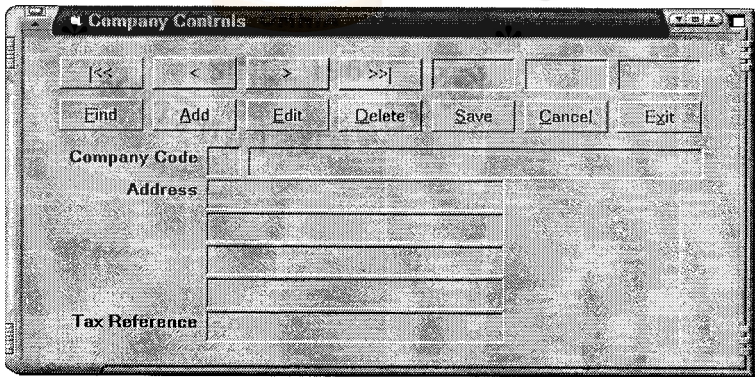 Company Controls
|<< < > >>|
Find Add Edit Delete Save Cancel Exit
Company Code
Address
Tax Reference